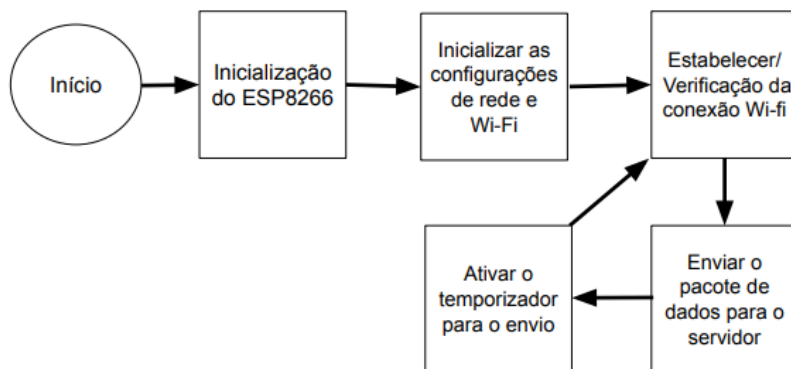 Início
Inicialização
do ESP8266
Inicializar as
configurações
de rede e
Wi-Fi
Estabelecer/
Verificação da
conexão Wi-fi
Enviar o
pacote de
dados para o
servidor
Ativar o
temporizador
para o envio